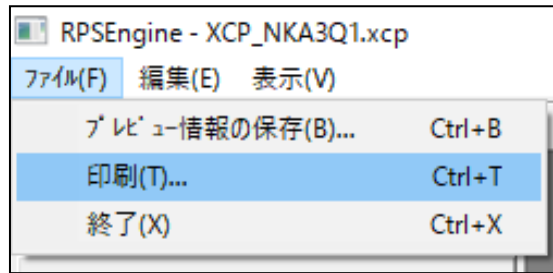 RPSEngine - XCP_NKA3Q1.xcp
ﾌｧｲﾙ(F) 編集(E) 表示(V)
ﾌﾟﾚﾋﾞｭｰ情報の保存(B)... Ctrl+B
印刷(T)... Ctrl+T
終了(X) Ctrl+X